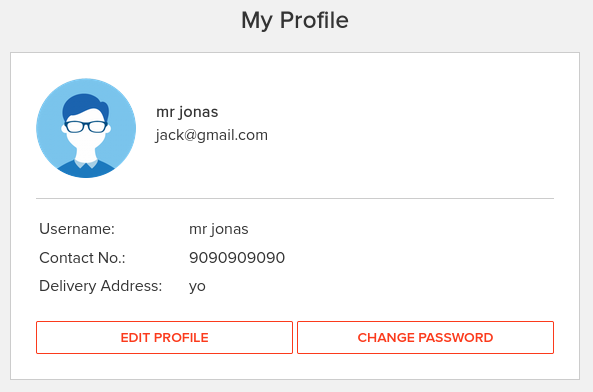 My Profile
mr jonas
jack@gmail.com
Username: mr jonas
Contact No.: 9090909090
Delivery Address: yo
EDIT PROFILE CHANGE PASSWORD